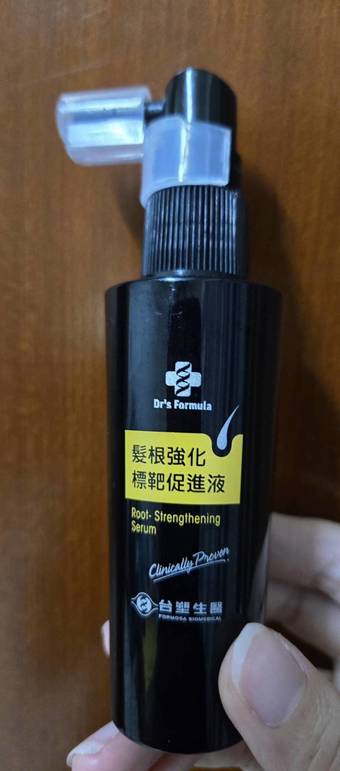 Dr's Formula
髮根強化
標靶促進液
Root- Strengthening
Serum
Clinically Proven
台塑生醫
FORMOSA BIOMEDICAL